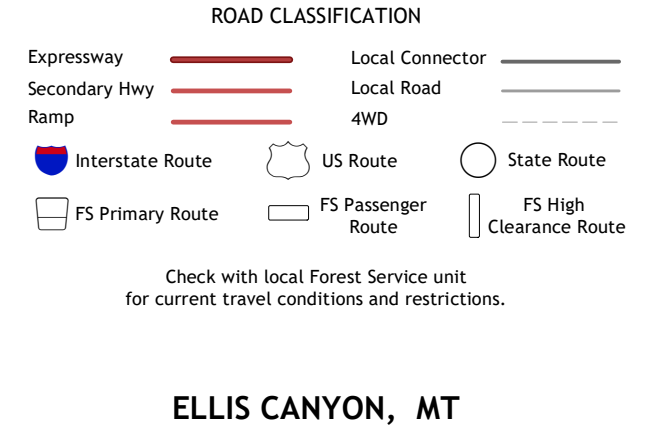 ROAD CLASSIFICATION
Expressway
Local Connector
Secondary Hwy
Local Road
Ramp
4WD
Interstate Route
US Route
State Route
FS Primary Route
FS Passenger
Route
FS High
Clearance Route
Check with local Forest Service unit
for current travel conditions and restrictions.
ELLIS CANYON, MT